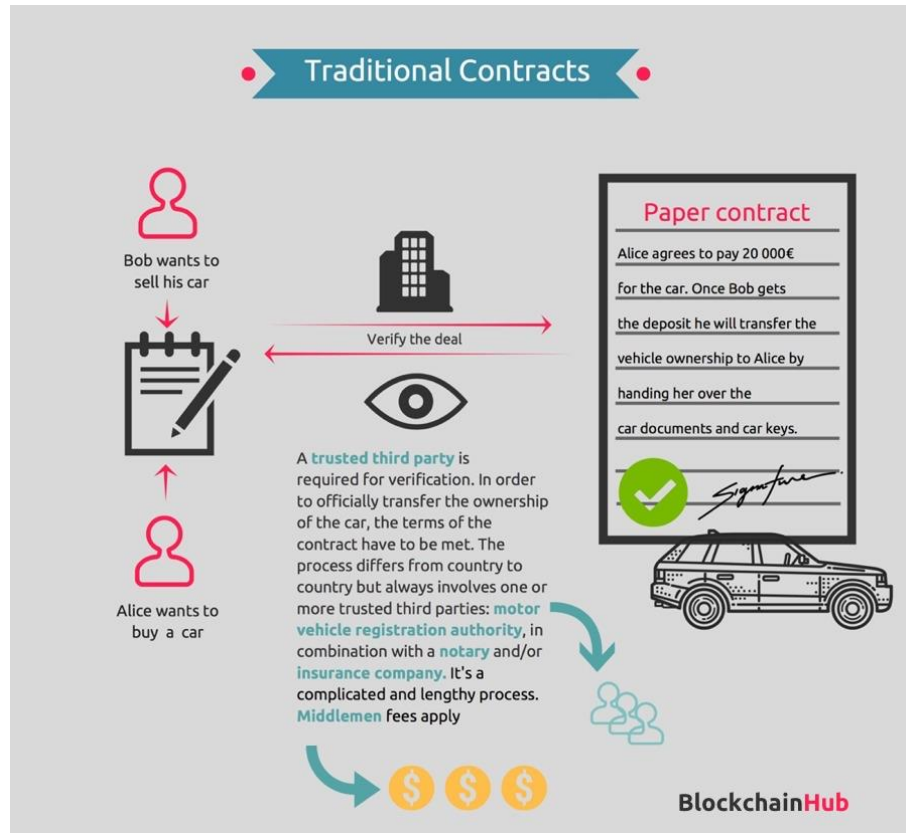 Traditional Contracts
Bob wants to
sell his car
Alice wants to
buy a car
Verify the deal
A trusted third party is
required for verification. In order
to officially transfer the ownership
of the car, the terms of the
contract have to be met. The
process differs from country to
country but always involves one or
more trusted third parties: motor
vehicle registration authority, in
combination with a notary and/or
insurance company. It's a
complicated and lengthy process.
Middlemen fees apply
$ $ $
Paper contract
Alice agrees to pay 20 000€
for the car. Once Bob gets
the deposit he will transfer the
vehicle ownership to Alice by
handing her over the
car documents and car keys.
Signature
BlockchainHub